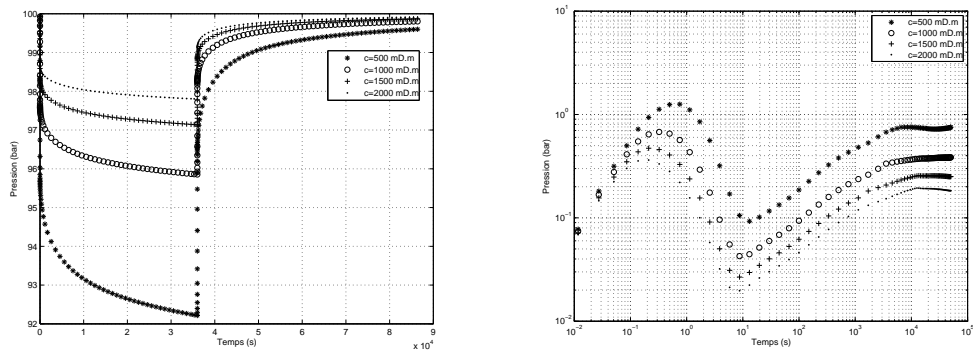 100
99
98
97
96
95
94
93
92
0
1
2
3
4
5
6
7
8
9
x 10^4
Temps (s)
Pression (bar)
c=500 mD.m
c=1000 mD.m
c=1500 mD.m
c=2000 mD.m
10^1
10^0
10^-1
10^-2
10^-2
10^-1
10^0
10^1
10^2
10^3
10^4
10^5
Temps (s)
Pression (bar)
c=500 mD.m
c=1000 mD.m
c=1500 mD.m
c=2000 mD.m